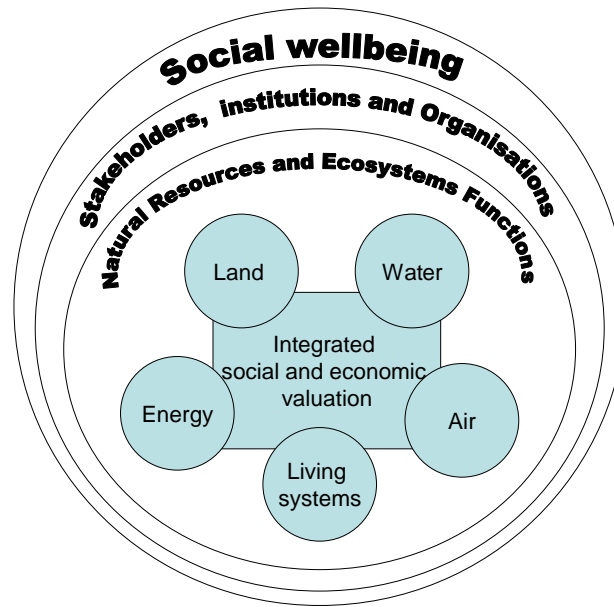 Social wellbeing
Stakeholders, institutions and Organisations
Natural Resources and Ecosystems Functions
Land
Water
Integrated
social and economic
valuation
Energy
Air
Living
systems